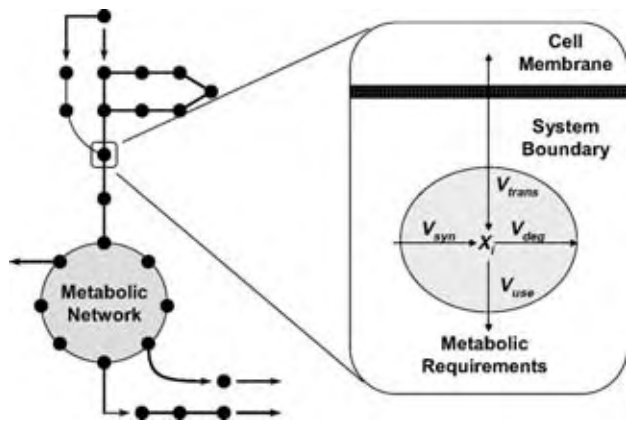 Cell
Membrane
System
Boundary
V_trans
V_syn
X_i
V_deg
V_use
Metabolic
Network
Metabolic
Requirements